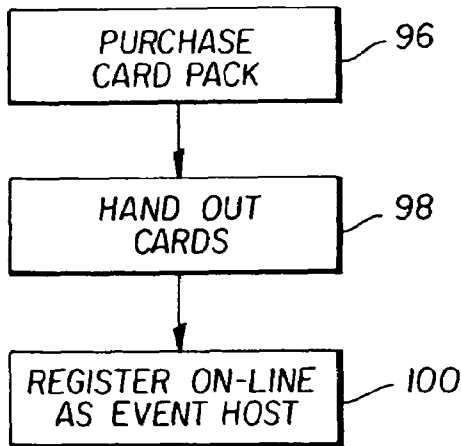 PURCHASE
CARD PACK
96
HAND OUT
CARDS
98
REGISTER ON-LINE
AS EVENT HOST
100